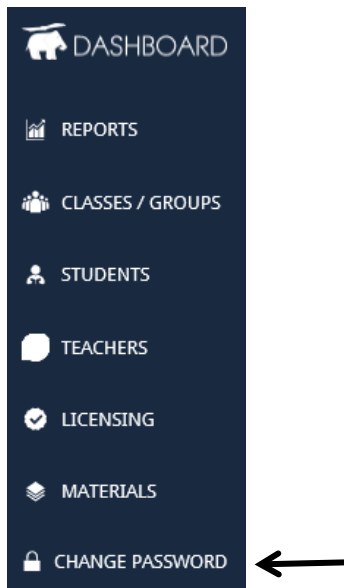 DASHBOARD
REPORTS
CLASSES / GROUPS
STUDENTS
TEACHERS
LICENSING
MATERIALS
CHANGE PASSWORD